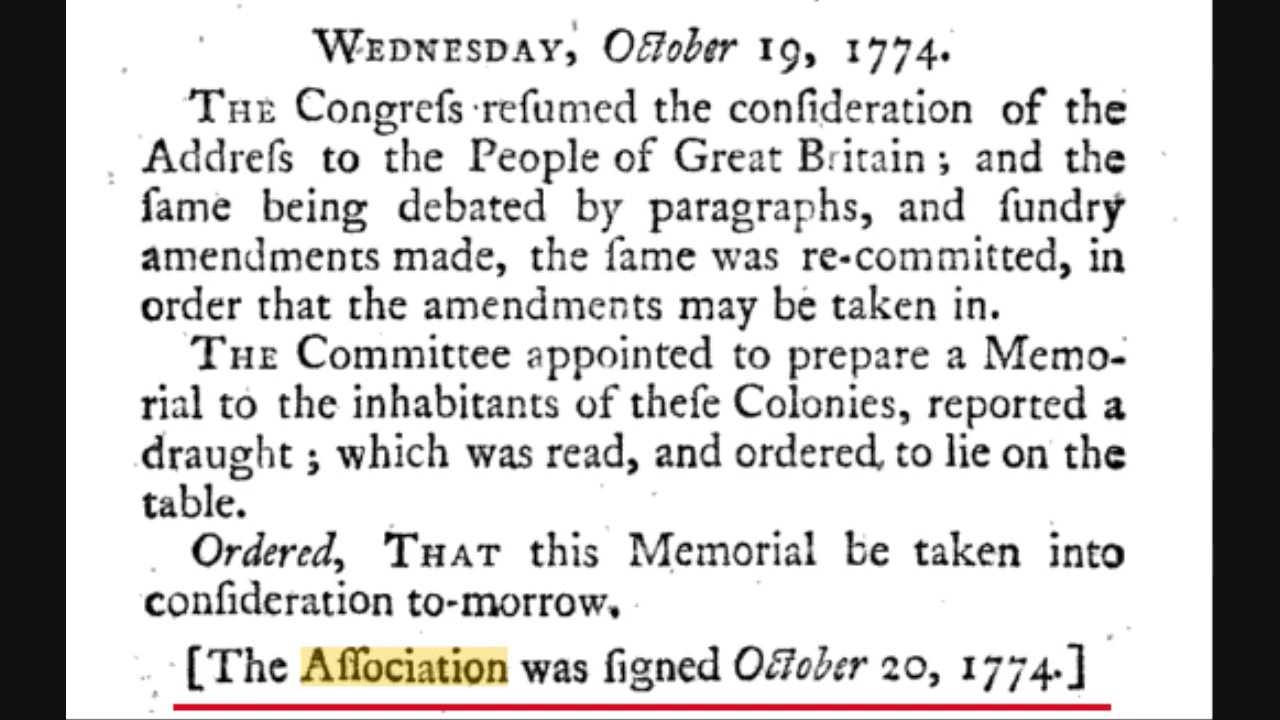 WEDNESDAY, October 19, 1774.
THE Congreſs reſumed the conſideration of the
Addreſs to the People of Great Britain; and the
ſame being debated by paragraphs, and ſundry
amendments made, the ſame was re-committed, in
order that the amendments may be taken in.
THE Committee appointed to prepare a Memo-
rial to the inhabitants of theſe Colonies, reported a
draught; which was read, and ordered, to lie on the
table.
Ordered, THAT this Memorial be taken into
conſideration to-morrow.
[The Aſſociation was ſigned October 20, 1774.]